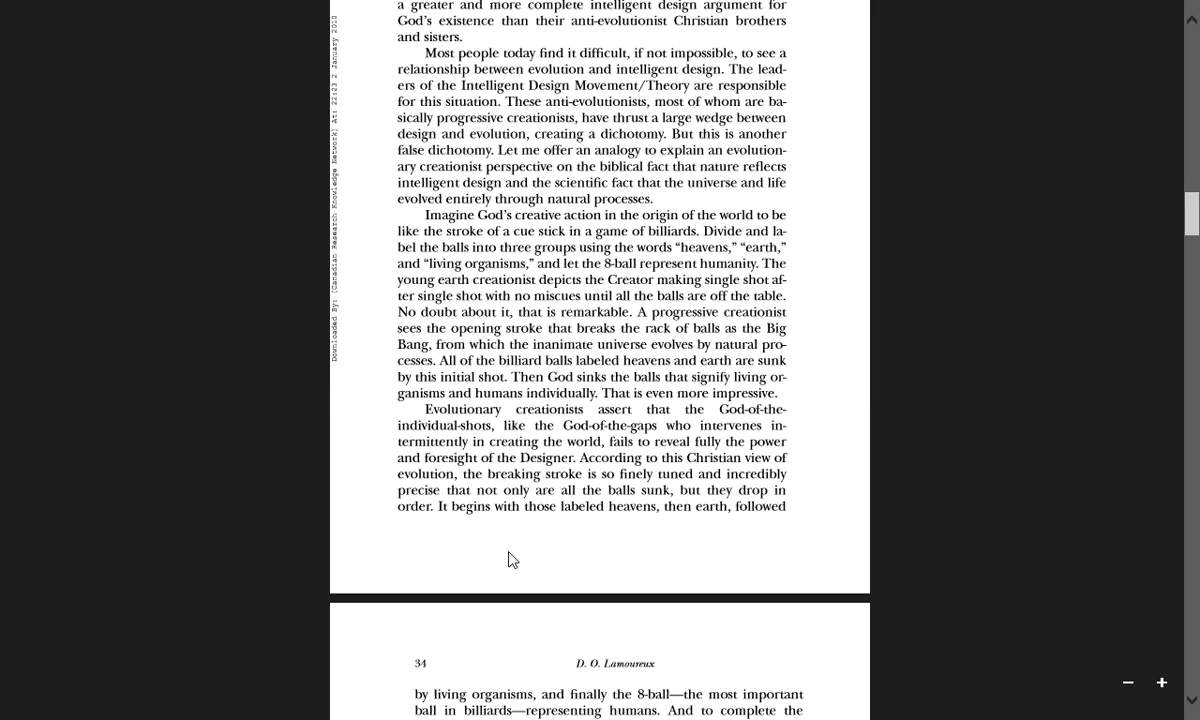 a greater and more complete intelligent design argument for
God's existence than their anti-evolutionist Christian brothers
and sisters.
Most people today find it difficult, if not impossible, to see a
relationship between evolution and intelligent design. The lead-
ers of the Intelligent Design Movement/Theory are responsible
for this situation. These anti-evolutionists, most of whom are ba-
sically progressive creationists, have thrust a large wedge between
design and evolution, creating a dichotomy. But this is another
false dichotomy. Let me offer an analogy to explain an evolution-
ary creationist perspective on the biblical fact that nature reflects
intelligent design and the scientific fact that the universe and life
evolved entirely through natural processes.
Imagine God's creative action in the origin of the world to be
like the stroke of a cue stick in a game of billiards. Divide and la-
bel the balls into three groups using the words “heavens,” “earth,”
and “living organisms,” and let the 8-ball represent humanity. The
young earth creationist depicts the Creator making single shot af-
ter single shot with no miscues until all the balls are off the table.
No doubt about it, that is remarkable. A progressive creationist
sees the opening stroke that breaks the rack of balls as the Big
Bang, from which the inanimate universe evolves by natural pro-
cesses. All of the billiard balls labeled heavens and earth are sunk
by this initial shot. Then God sinks the balls that signify living or-
ganisms and humans individually. That is even more impressive.
Evolutionary creationists assert that the God-of-the-
individual-shots, like the God-of-the-gaps who intervenes in-
termittently in creating the world, fails to reveal fully the power
and foresight of the Designer. According to this Christian view of
evolution, the breaking stroke is so finely tuned and incredibly
precise that not only are all the balls sunk, but they drop in
order. It begins with those labeled heavens, then earth, followed
Downloaded By: [Canadian Research Knowledge Network] At: 22:23 2 January 2010
34 D. O. Lamoureux
by living organisms, and finally the 8-ball—the most important
ball in billiards—representing humans. And to complete the